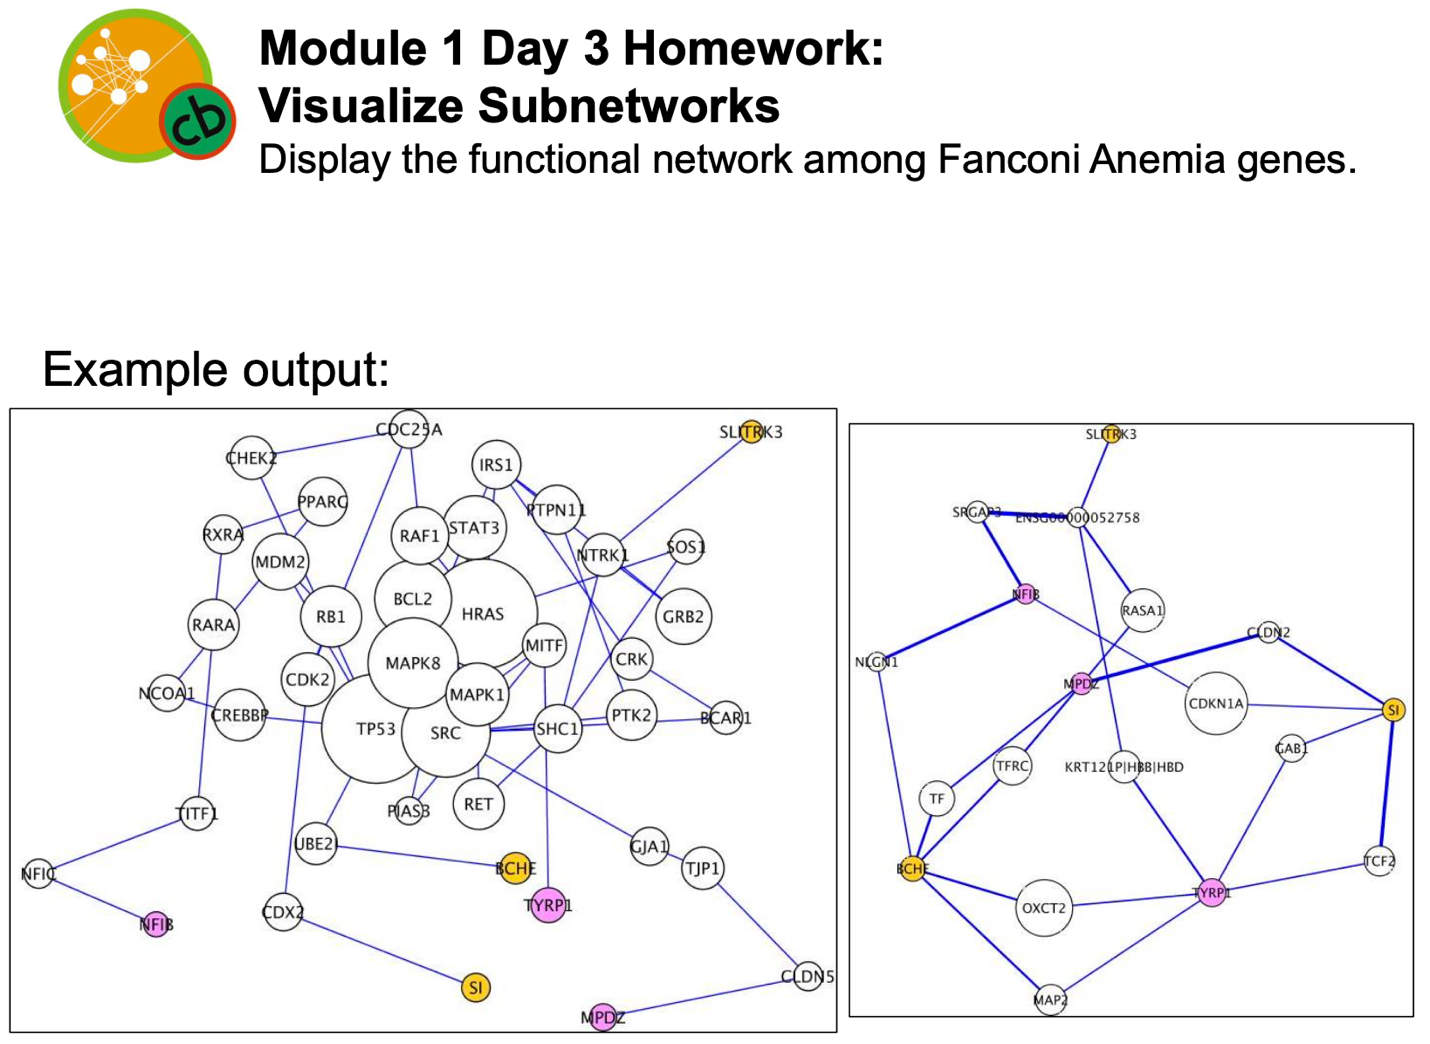 cb
Module 1 Day 3 Homework:
Visualize Subnetworks
Display the functional network among Fanconi Anemia genes.
Example output:
CDC25A
SLITRK3
CHEK2
IRS1
PPARG
PTPN11
RXRA
RAF1
STAT3
NTRK1
SOS1
MDM2
BCL2
HRAS
RB1
GRB2
RARA
MITF
MAPK8
CRK
CDK2
NCOA1
MAPK1
CREBBP
PTK2
BCAR1
TP53
SRC
SHC1
PIAS3
RET
TITF1
UBE2I
GJA1
TJP1
NFIC
BCHE
TYRP1
CDX2
NFIB
CLDN5
SI
MPDZ
SLITRK3
SRGAP3
ENSG00000052758
NFIB
RASA1
CLDN2
NLGN1
MPDZ
CDKN1A
SI
GAB1
TFRC
KRT121P|HBB|HBD
TF
BCHE
TCF2
TYRP1
OXCT2
MAP2